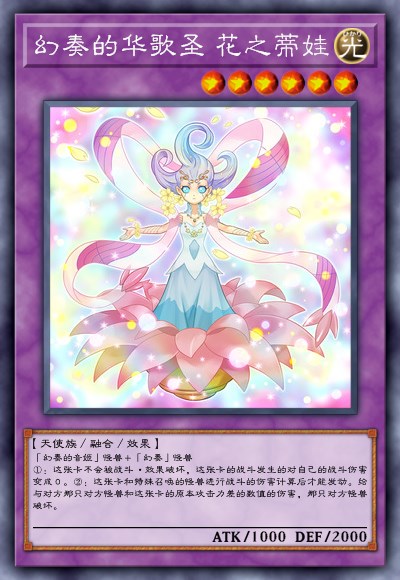 幻奏的华歌圣 花之蒂娃
光
【天使族／融合／效果】
「幻奏的音姬」怪兽＋「幻奏」怪兽
①：这张卡不会被战斗·效果破坏，这张卡的战斗发生的对自己的战斗伤害
变成０。②：这张卡和特殊召唤的怪兽进行战斗的伤害计算后才能发动。给
与对方那只对方怪兽和这张卡的原本攻击力差的数值的伤害，那只对方怪兽
破坏。
ATK/1000 DEF/2000